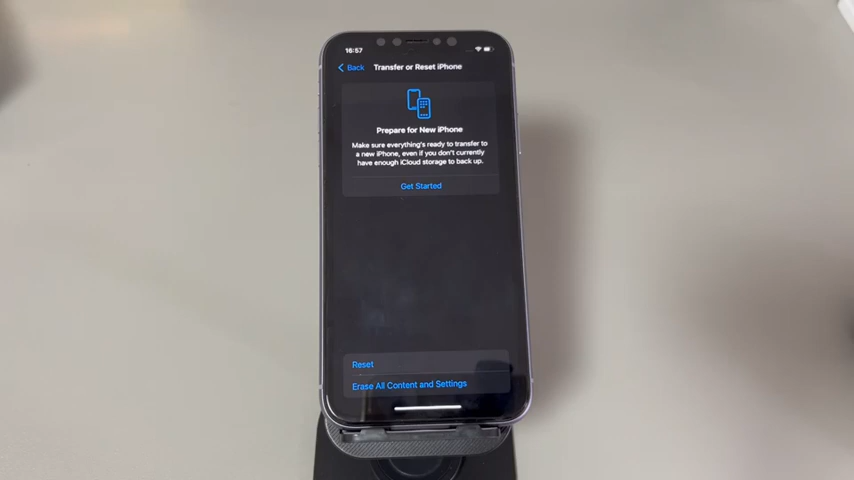 16:57
Back Transfer or Reset iPhone
Prepare for New iPhone
Make sure everything's ready to transfer to
a new iPhone, even if you don't currently
have enough iCloud storage to back up.
Get Started
Reset
Erase All Content and Settings